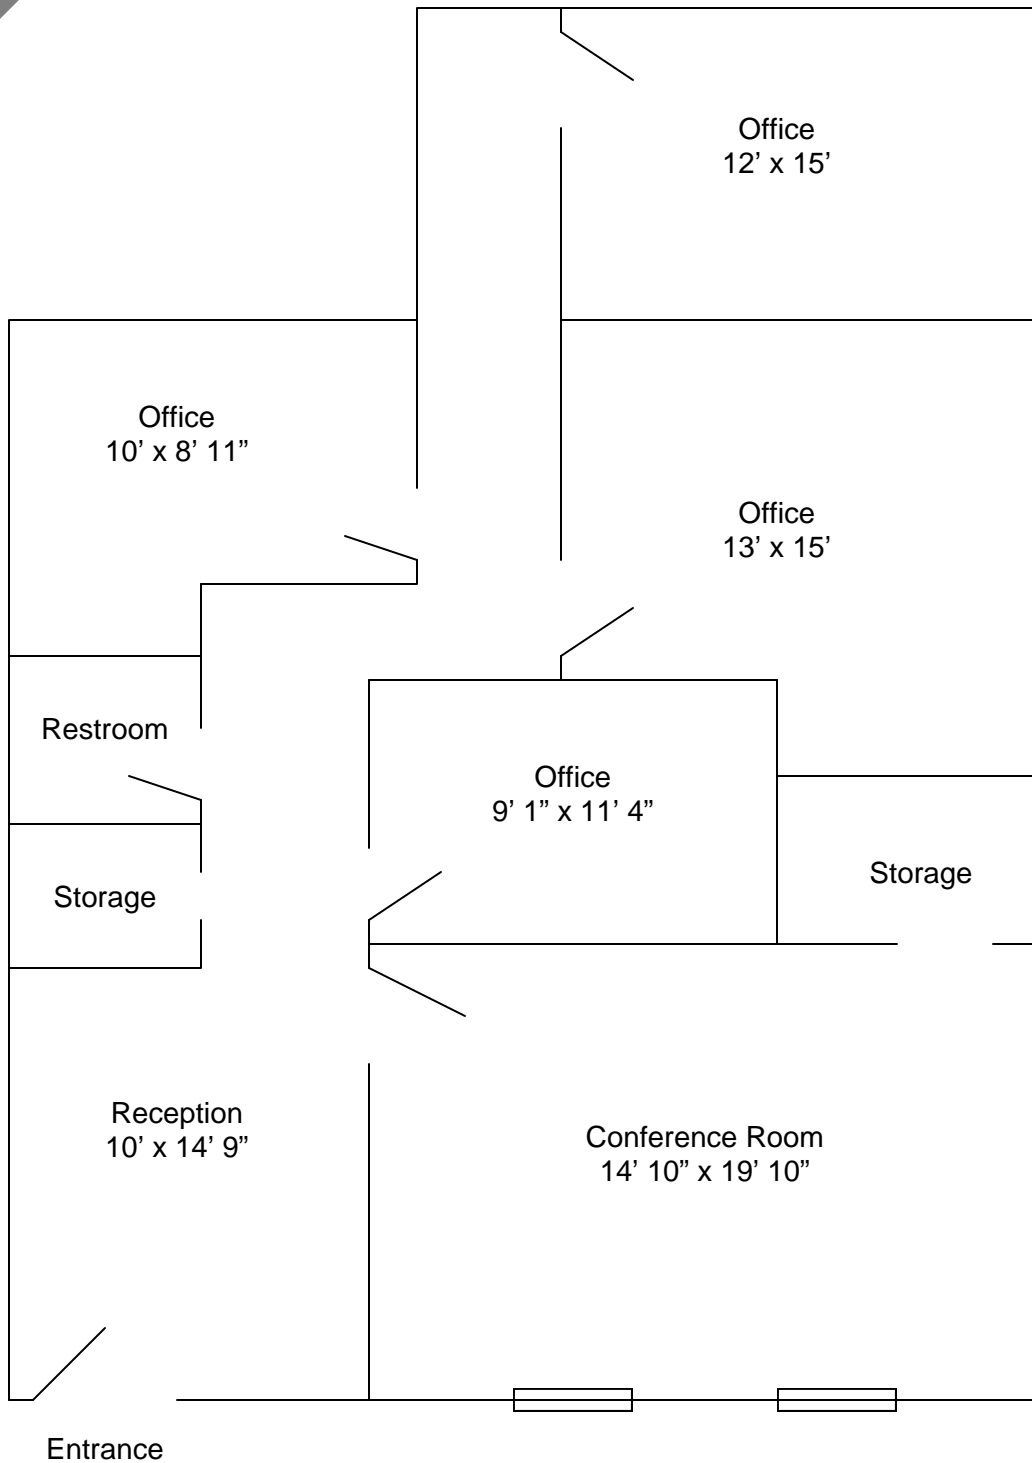 Office
12’ x 15’
Office
10’ x 8’ 11”
Office
13’ x 15’
Restroom
Office
9’ 1” x 11’ 4”
Storage
Storage
Reception
10’ x 14’ 9”
Conference Room
14’ 10” x 19’ 10”
Entrance